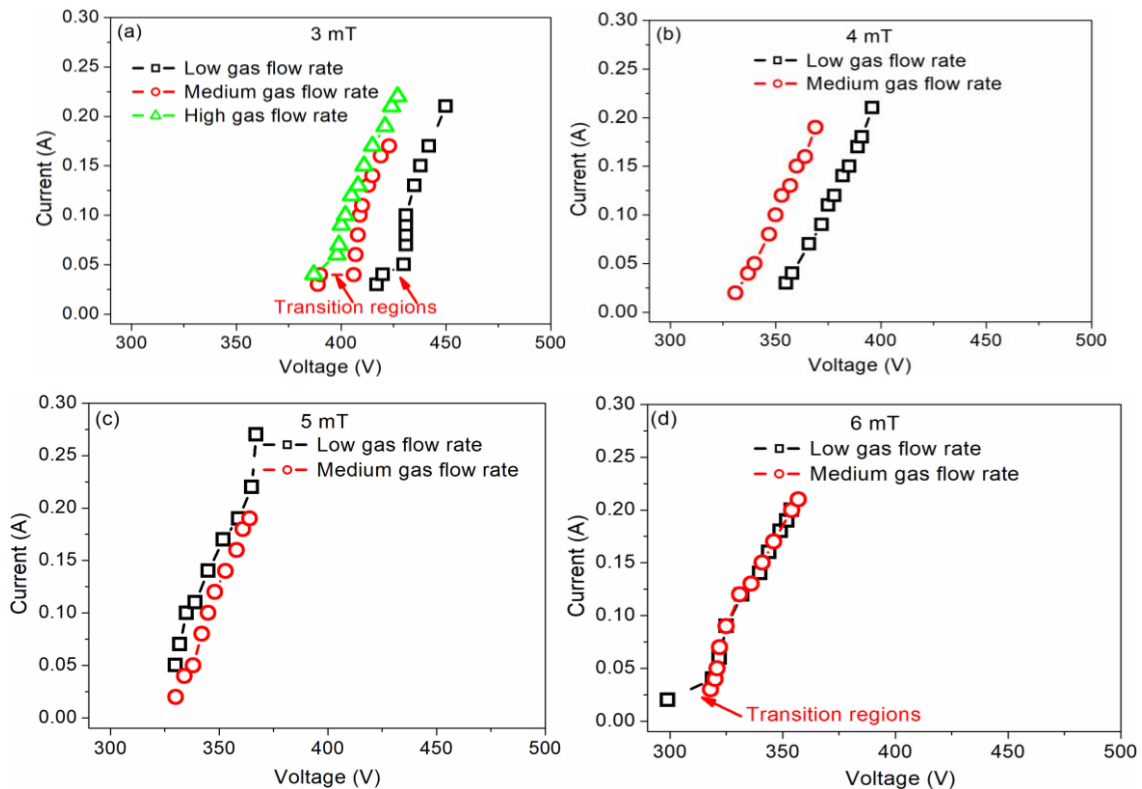 (a)
3 mT
Low gas flow rate
Medium gas flow rate
High gas flow rate
Transition regions
0.30
0.25
0.20
0.15
0.10
0.05
0.00
Current (A)
300 350 400 450 500
Voltage (V)
(b)
4 mT
Low gas flow rate
Medium gas flow rate
0.30
0.25
0.20
0.15
0.10
0.05
0.00
Current (A)
300 350 400 450 500
Voltage (V)
(c)
5 mT
Low gas flow rate
Medium gas flow rate
0.30
0.25
0.20
0.15
0.10
0.05
0.00
Current (A)
300 350 400 450 500
Voltage (V)
(d)
6 mT
Low gas flow rate
Medium gas flow rate
Transition regions
0.30
0.25
0.20
0.15
0.10
0.05
0.00
Current (A)
300 350 400 450 500
Voltage (V)